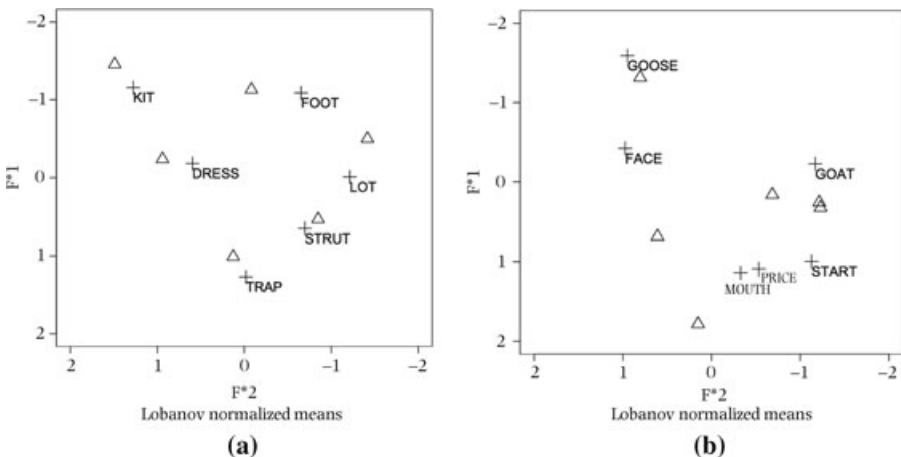 −2
−1
0
1
2
F*1
KIT
FOOT
DRESS
LOT
STRUT
TRAP
2 1 0 −1 −2
F*2
Lobanov normalized means
(a)
−2
−1
0
1
2
F*1
GOOSE
FACE
GOAT
START
PRICE
MOUTH
2 1 0 −1 −2
F*2
Lobanov normalized means
(b)